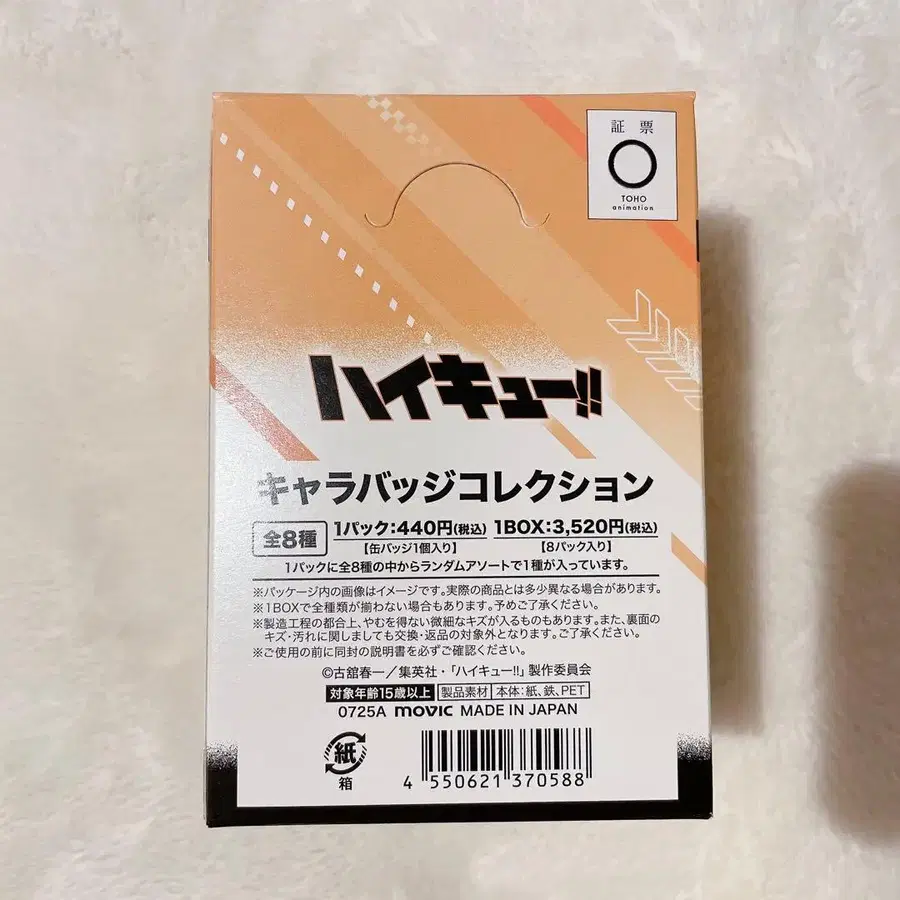 証票
TOHO
animation
ハイキュー!!
キャラバッジコレクション
全8種 1パック:440円(税込) 1BOX:3,520円(税込)
【缶バッジ1個入り】 【8パック入り】
1パックに全8種の中からランダムアソートで1種が入っています。
※パッケージ内の画像はイメージです。実際の商品とは多少異なる場合があります。
※1BOXで全種類が揃わない場合もあります。予めご了承ください。
※製造工程の都合上、やむを得ない微細なキズが入るものもあります。また、裏面の
キズ・汚れに関しましても交換・返品の対象外となります。ご了承ください。
※ご使用の前に同封の説明書を必ずご確認ください。
©古舘春一/集英社・「ハイキュー!!」製作委員会
対象年齢15歳以上 製品素材 本体:紙、鉄、PET
0725A movic MADE IN JAPAN
紙
箱
4 550621 370588